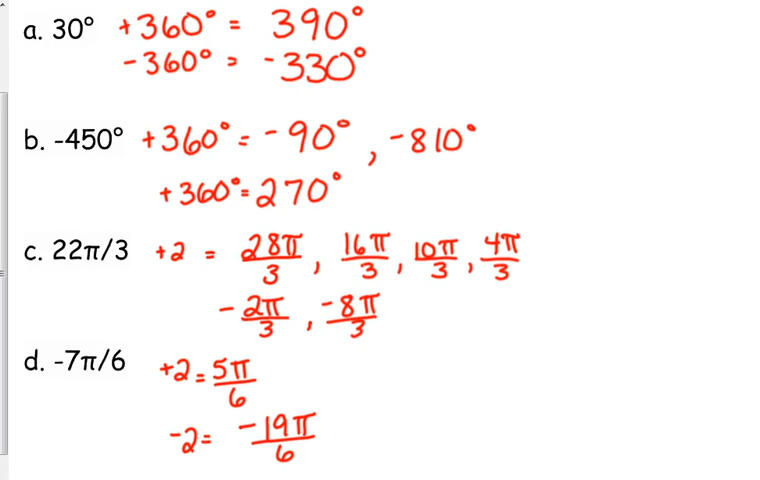 a. 30° +360° = 390°
-360° = -330°
b. -450° +360° = -90° , -810°
+360° = 270°
c. 22π/3 +2 = 28π/3 , 16π/3 , 10π/3 , 4π/3
-2π/3 , -8π/3
d. -7π/6 +2 = 5π/6
-2 = -19π/6